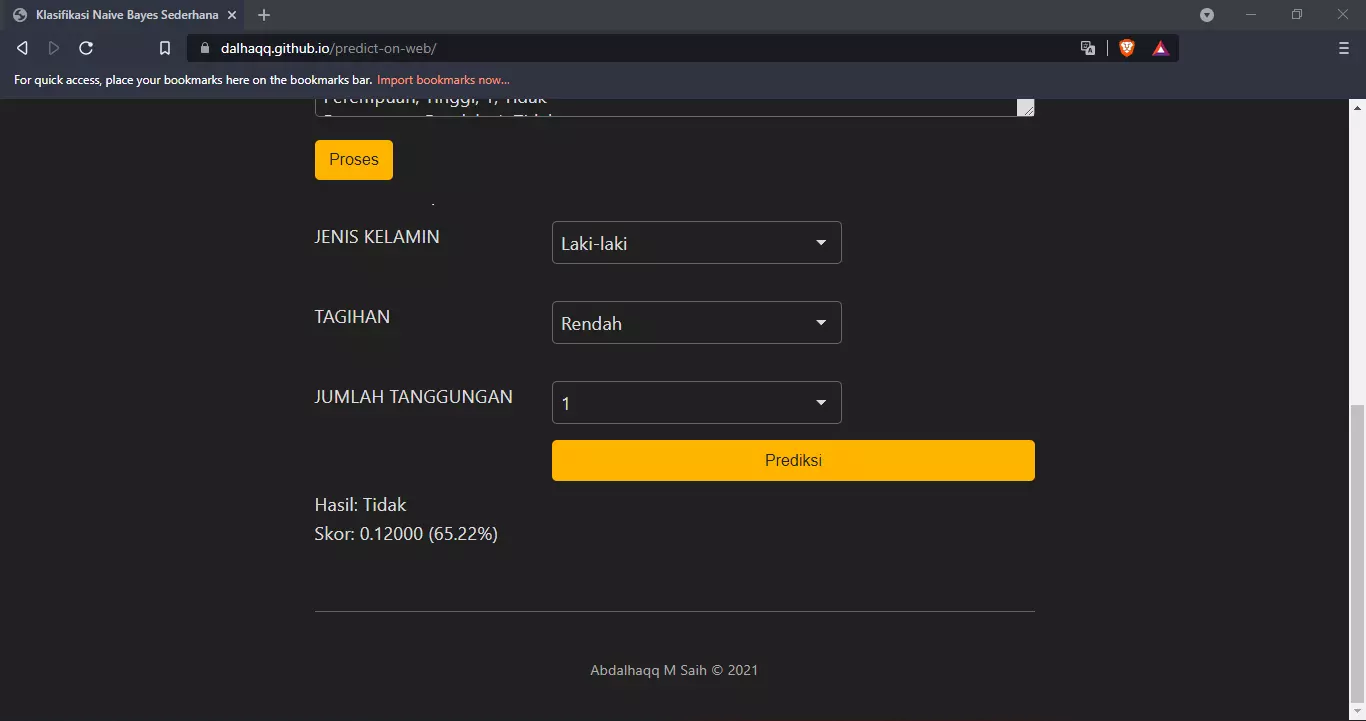 Klasifikasi Naive Bayes Sederhana
dalhaqq.github.io/predict-on-web/
For quick access, place your bookmarks here on the bookmarks bar. Import bookmarks now...
Perempuan, Tinggi, 1, Tidak
Proses
JENIS KELAMIN
Laki-laki
TAGIHAN
Rendah
JUMLAH TANGGUNGAN
1
Prediksi
Hasil: Tidak
Skor: 0.12000 (65.22%)
Abdalhaqq M Saih © 2021